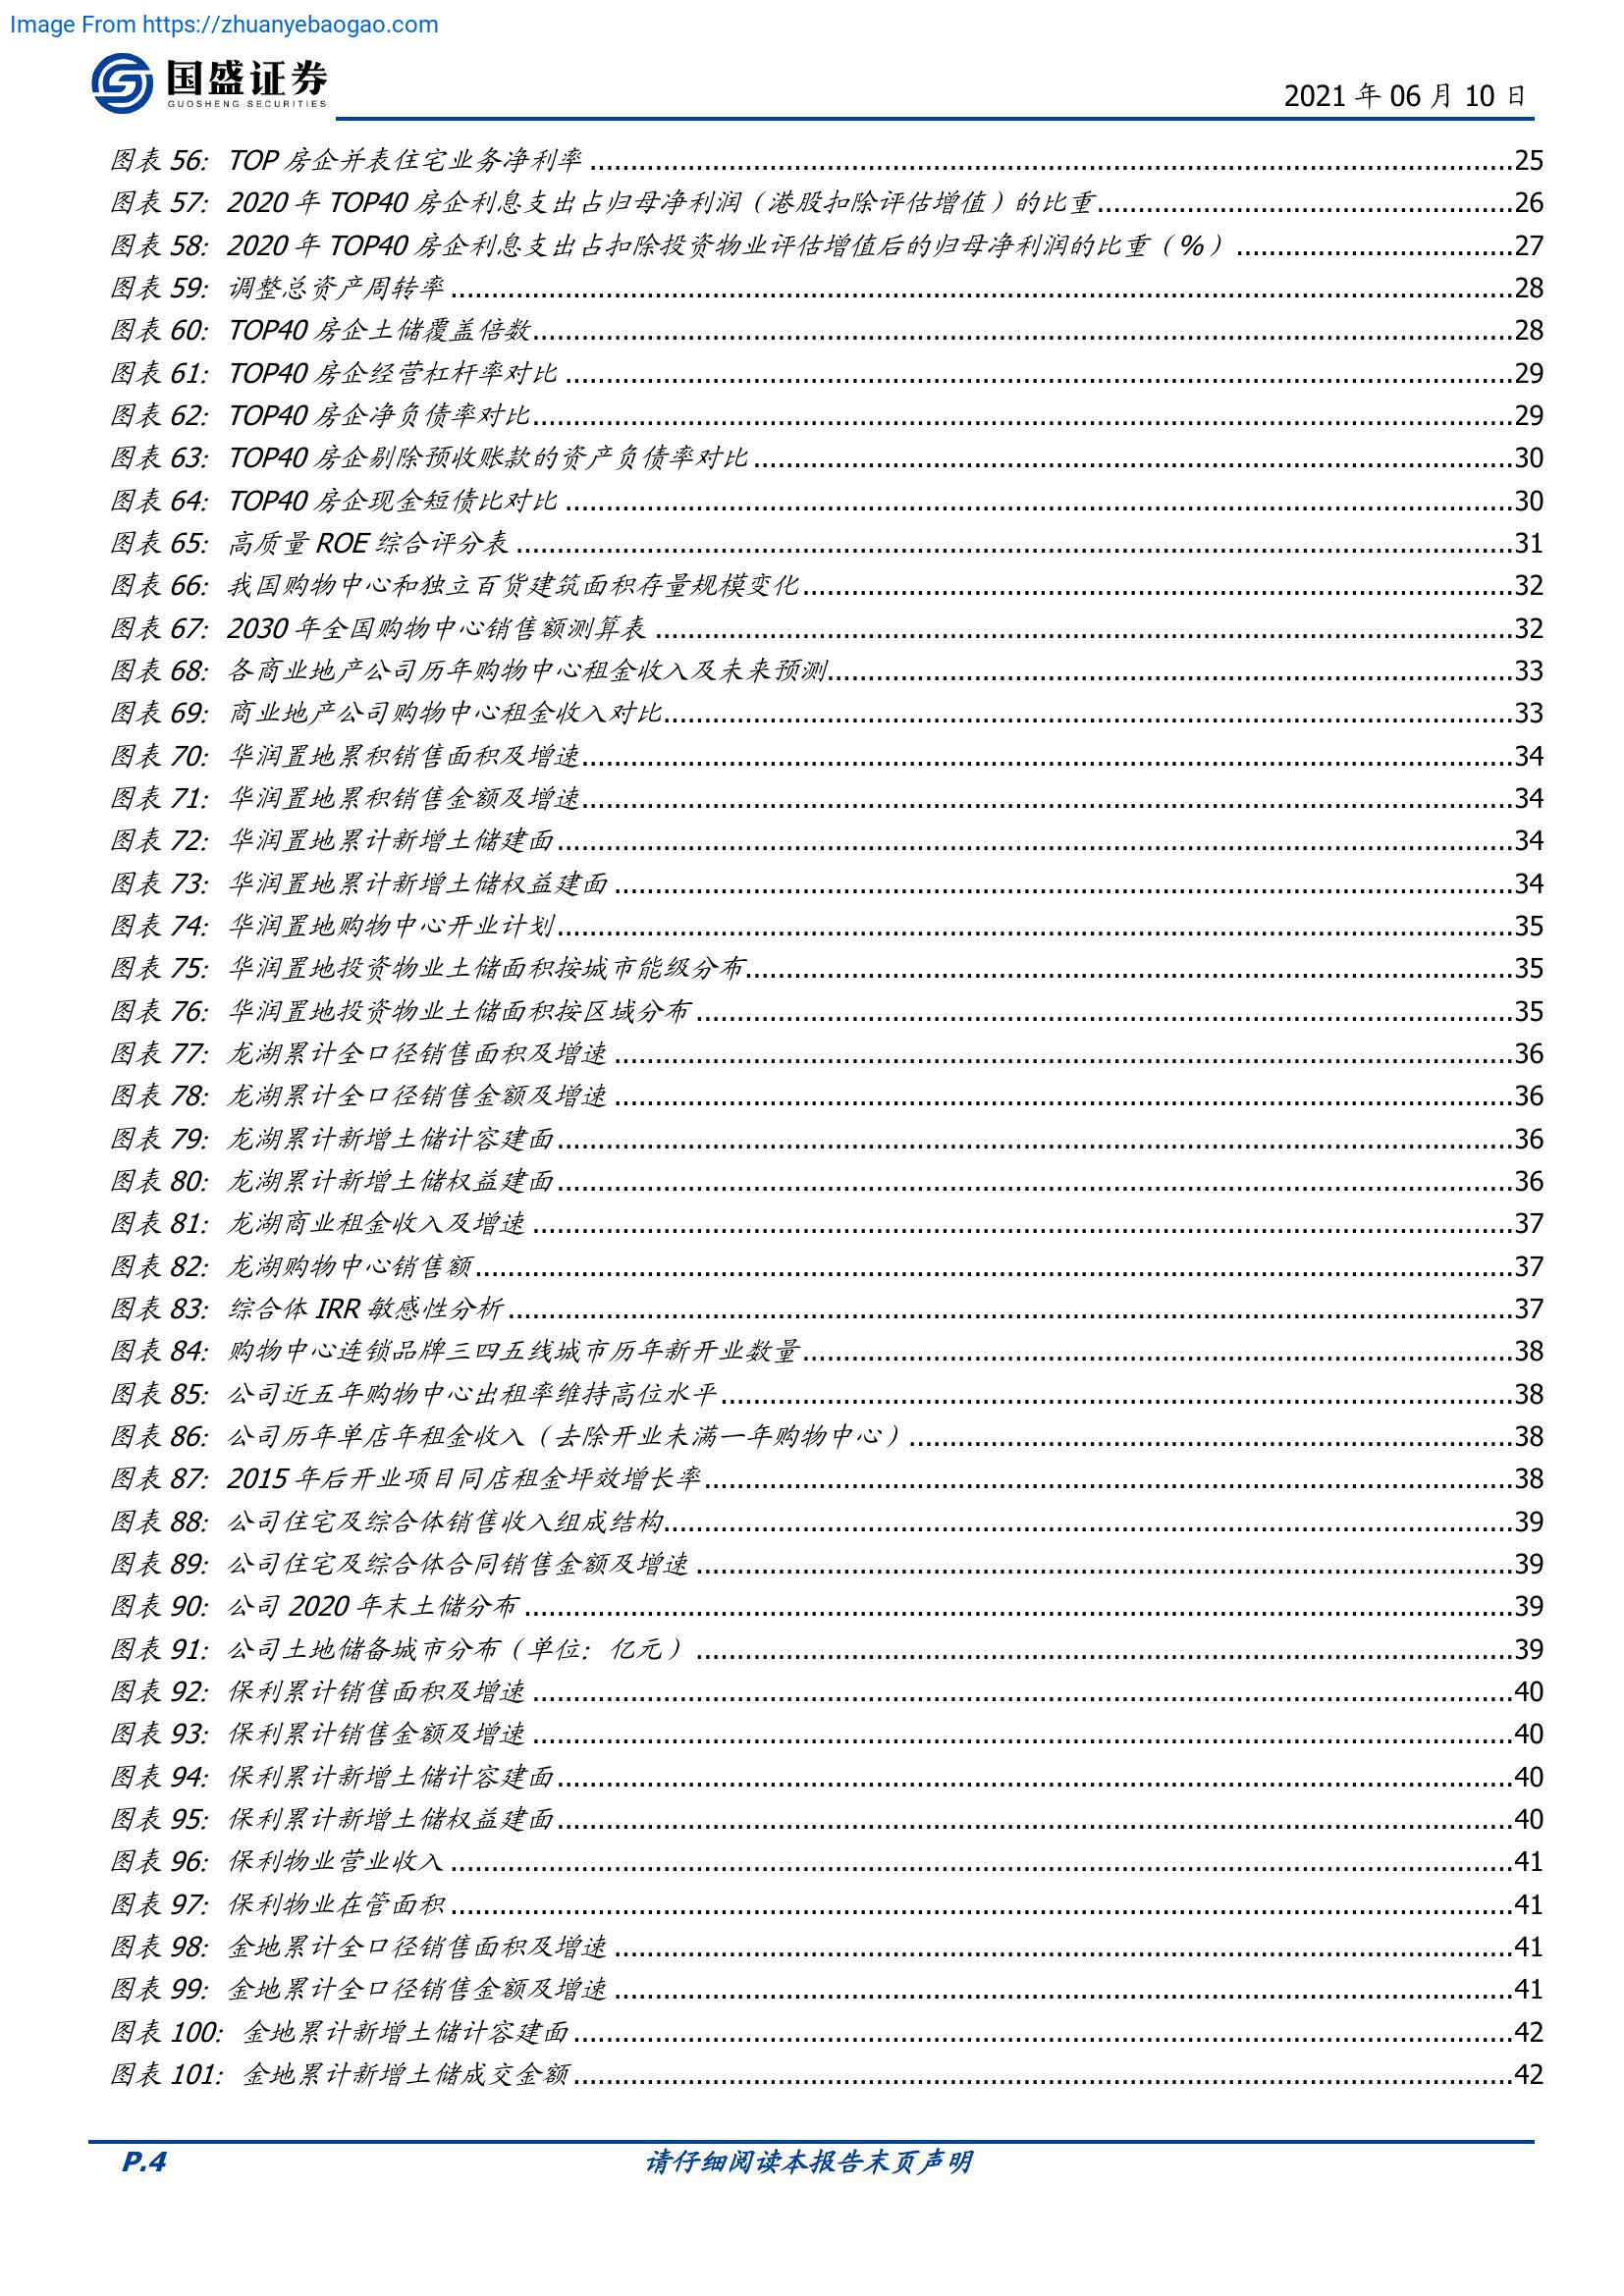 Image From https://zhuanyebaogao.com
国盛证券
GUOSHENG SECURITIES
2021 年 06 月 10 日
图表 56: TOP 房企并表住宅业务净利率 ........ 25
图表 57: 2020 年 TOP40 房企利息支出占归母净利润（港股扣除评估增值）的比重 ........ 26
图表 58: 2020 年 TOP40 房企利息支出占扣除投资物业评估增值后的归母净利润的比重（%） ........ 27
图表 59: 调整总资产周转率 ........ 28
图表 60: TOP40 房企土储覆盖倍数 ........ 28
图表 61: TOP40 房企经营杠杆率对比 ........ 29
图表 62: TOP40 房企净负债率对比 ........ 29
图表 63: TOP40 房企剔除预收账款的资产负债率对比 ........ 30
图表 64: TOP40 房企现金短债比对比 ........ 30
图表 65: 高质量 ROE 综合评分表 ........ 31
图表 66: 我国购物中心和独立百货建筑面积存量规模变化 ........ 32
图表 67: 2030 年全国购物中心销售额测算表 ........ 32
图表 68: 各商业地产公司历年购物中心租金收入及未来预测 ........ 33
图表 69: 商业地产公司购物中心租金收入对比 ........ 33
图表 70: 华润置地累积销售面积及增速 ........ 34
图表 71: 华润置地累积销售金额及增速 ........ 34
图表 72: 华润置地累计新增土储建面 ........ 34
图表 73: 华润置地累计新增土储权益建面 ........ 34
图表 74: 华润置地购物中心开业计划 ........ 35
图表 75: 华润置地投资物业土储面积按城市能级分布 ........ 35
图表 76: 华润置地投资物业土储面积按区域分布 ........ 35
图表 77: 龙湖累计全口径销售面积及增速 ........ 36
图表 78: 龙湖累计全口径销售金额及增速 ........ 36
图表 79: 龙湖累计新增土储计容建面 ........ 36
图表 80: 龙湖累计新增土储权益建面 ........ 36
图表 81: 龙湖商业租金收入及增速 ........ 37
图表 82: 龙湖购物中心销售额 ........ 37
图表 83: 综合体 IRR 敏感性分析 ........ 37
图表 84: 购物中心连锁品牌三四五线城市历年新开业数量 ........ 38
图表 85: 公司近五年购物中心出租率维持高位水平 ........ 38
图表 86: 公司历年单店年租金收入（去除开业未满一年购物中心） ........ 38
图表 87: 2015 年后开业项目同店租金坪效增长率 ........ 38
图表 88: 公司住宅及综合体销售收入组成结构 ........ 39
图表 89: 公司住宅及综合体合同销售金额及增速 ........ 39
图表 90: 公司 2020 年末土储分布 ........ 39
图表 91: 公司土地储备城市分布（单位：亿元） ........ 39
图表 92: 保利累计销售面积及增速 ........ 40
图表 93: 保利累计销售金额及增速 ........ 40
图表 94: 保利累计新增土储计容建面 ........ 40
图表 95: 保利累计新增土储权益建面 ........ 40
图表 96: 保利物业营业收入 ........ 41
图表 97: 保利物业在管面积 ........ 41
图表 98: 金地累计全口径销售面积及增速 ........ 41
图表 99: 金地累计全口径销售金额及增速 ........ 41
图表 100: 金地累计新增土储计容建面 ........ 42
图表 101: 金地累计新增土储成交金额 ........ 42
P.4
请仔细阅读本报告末页声明